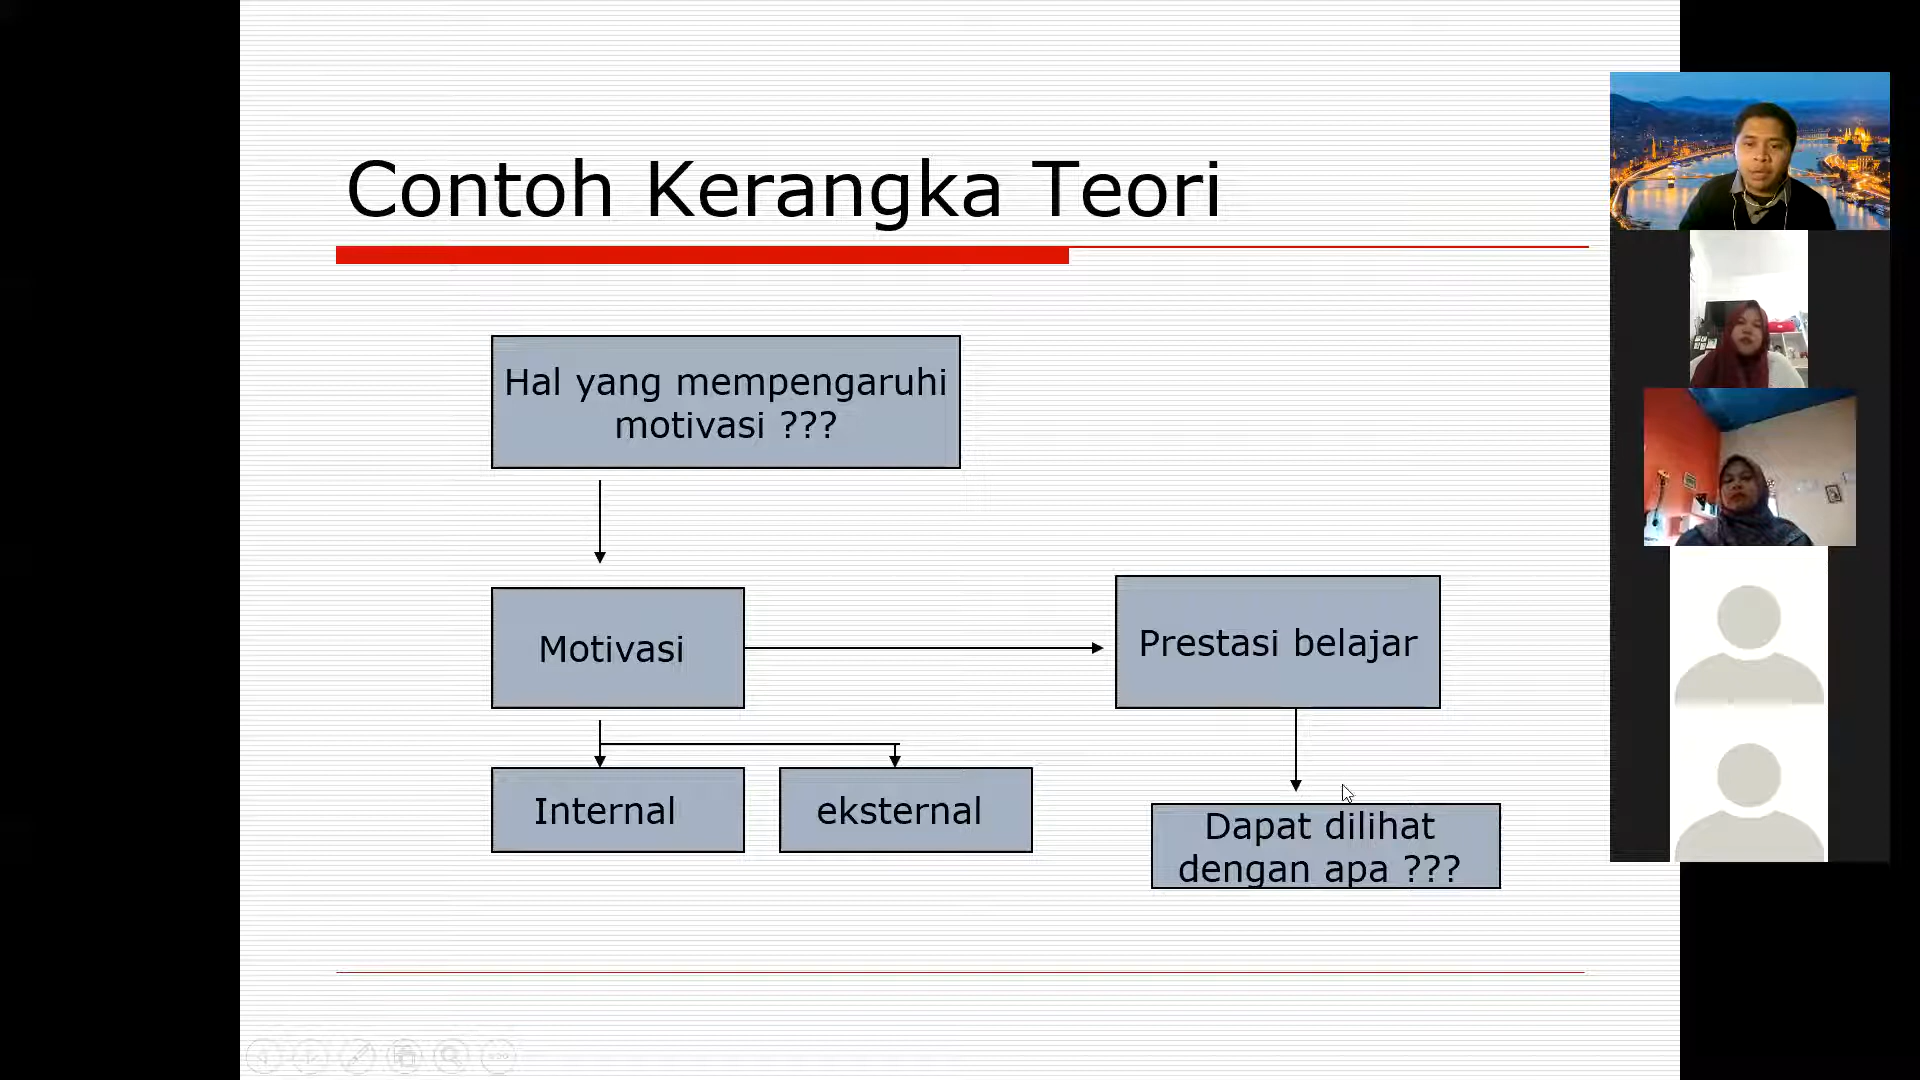 Contoh Kerangka Teori
Hal yang mempengaruhi
motivasi ???
Motivasi
Prestasi belajar
Internal
eksternal
Dapat dilihat
dengan apa ???